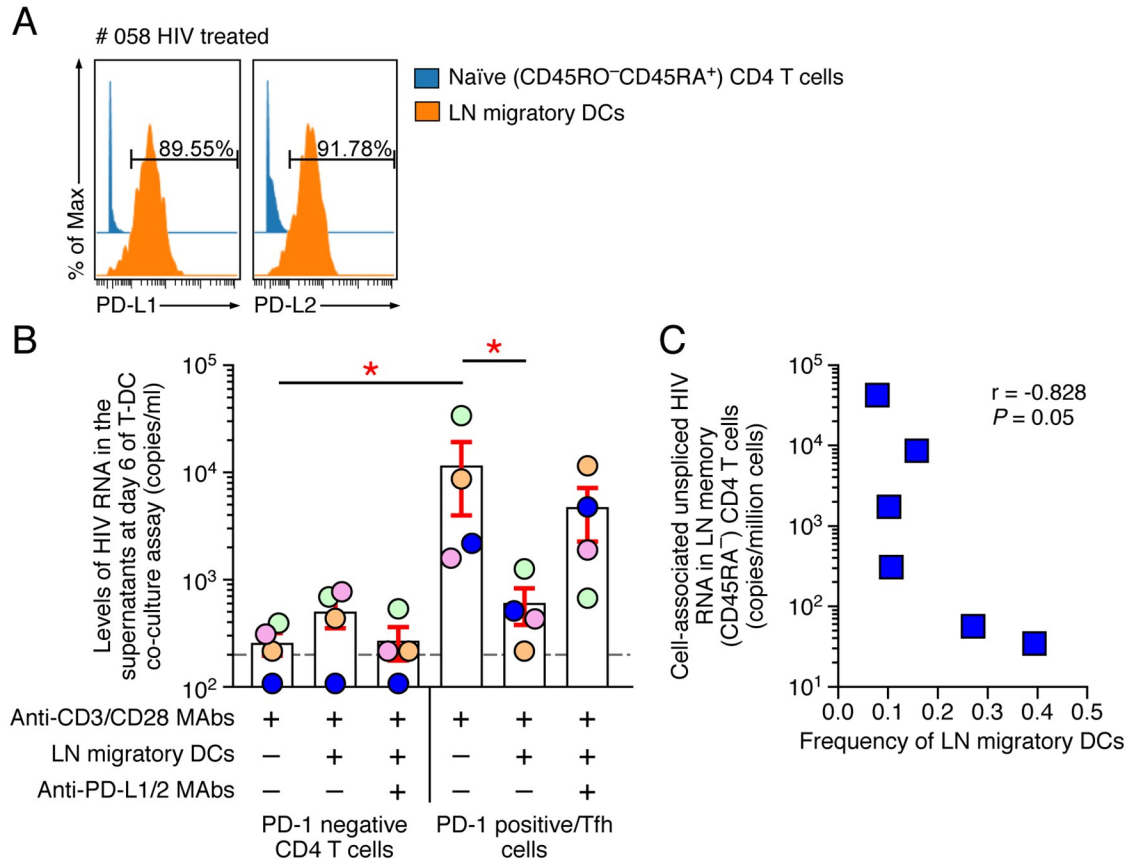 A
# 058 HIV treated
Naïve (CD45RO⁻CD45RA⁺) CD4 T cells
LN migratory DCs
89.55%
91.78%
% of Max
PD-L1
PD-L2
B
Levels of HIV RNA in the
supernatants at day 6 of T-DC
co-culture assay (copies/ml)
10⁵
10⁴
10³
10²
*
*
Anti-CD3/CD28 MAbs + + + + + +
LN migratory DCs – + + – + +
Anti-PD-L1/2 MAbs – – + – – +
PD-1 negative
CD4 T cells
PD-1 positive/Tfh
cells
C
Cell-associated unspliced HIV
RNA in LN memory
(CD45RA⁻) CD4 T cells
(copies/million cells)
10⁵
10⁴
10³
10²
10¹
r = -0.828
P = 0.05
0.0 0.1 0.2 0.3 0.4 0.5
Frequency of LN migratory DCs